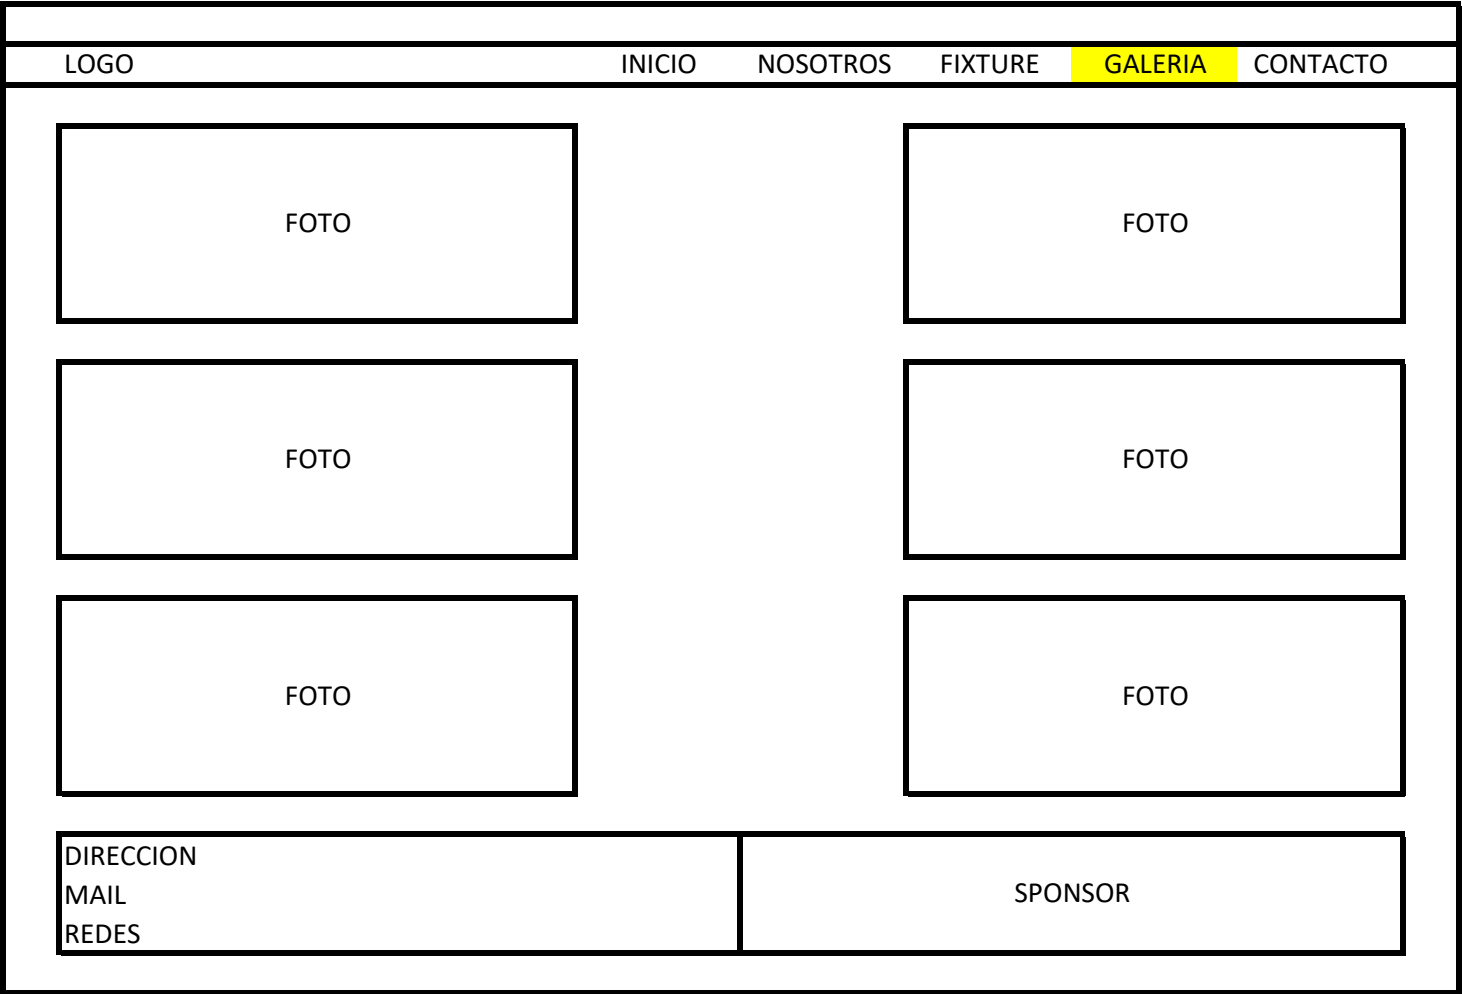 LOGO INICIO NOSOTROS FIXTURE GALERIA CONTACTO
FOTO FOTO
FOTO FOTO
FOTO FOTO
DIRECCION
MAIL
REDES
SPONSOR